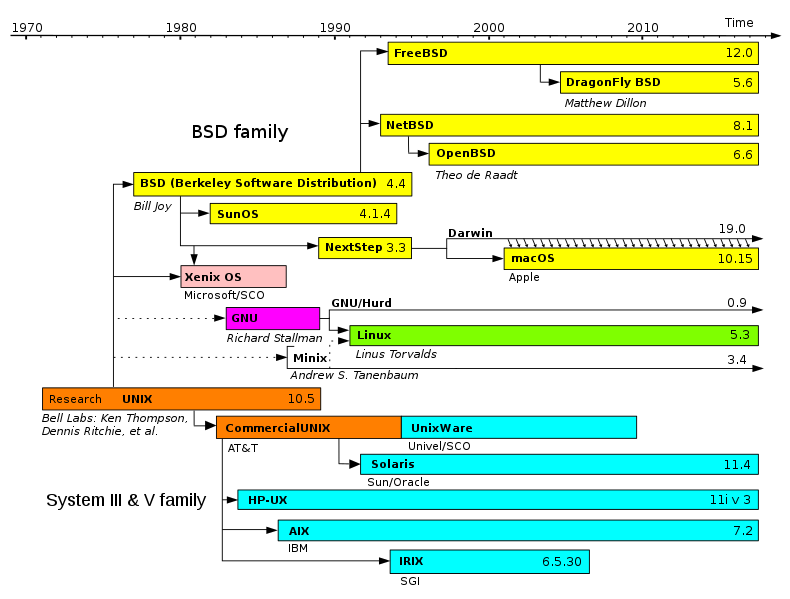 1970 1980 1990 2000 2010 Time
FreeBSD 12.0
DragonFly BSD 5.6
Matthew Dillon
BSD family
NetBSD 8.1
OpenBSD 6.6
Theo de Raadt
BSD (Berkeley Software Distribution) 4.4
Bill Joy
SunOS 4.1.4
Darwin 19.0
NextStep 3.3
macOS 10.15
Apple
Xenix OS
Microsoft/SCO
GNU/Hurd 0.9
GNU
Richard Stallman
Linux 5.3
Linus Torvalds
Minix 3.4
Andrew S. Tanenbaum
Research UNIX 10.5
Bell Labs: Ken Thompson,
Dennis Ritchie, et al.
CommercialUNIX
AT&T
UnixWare
Univel/SCO
Solaris 11.4
Sun/Oracle
System III & V family
HP-UX 11i v 3
AIX 7.2
IBM
IRIX 6.5.30
SGI